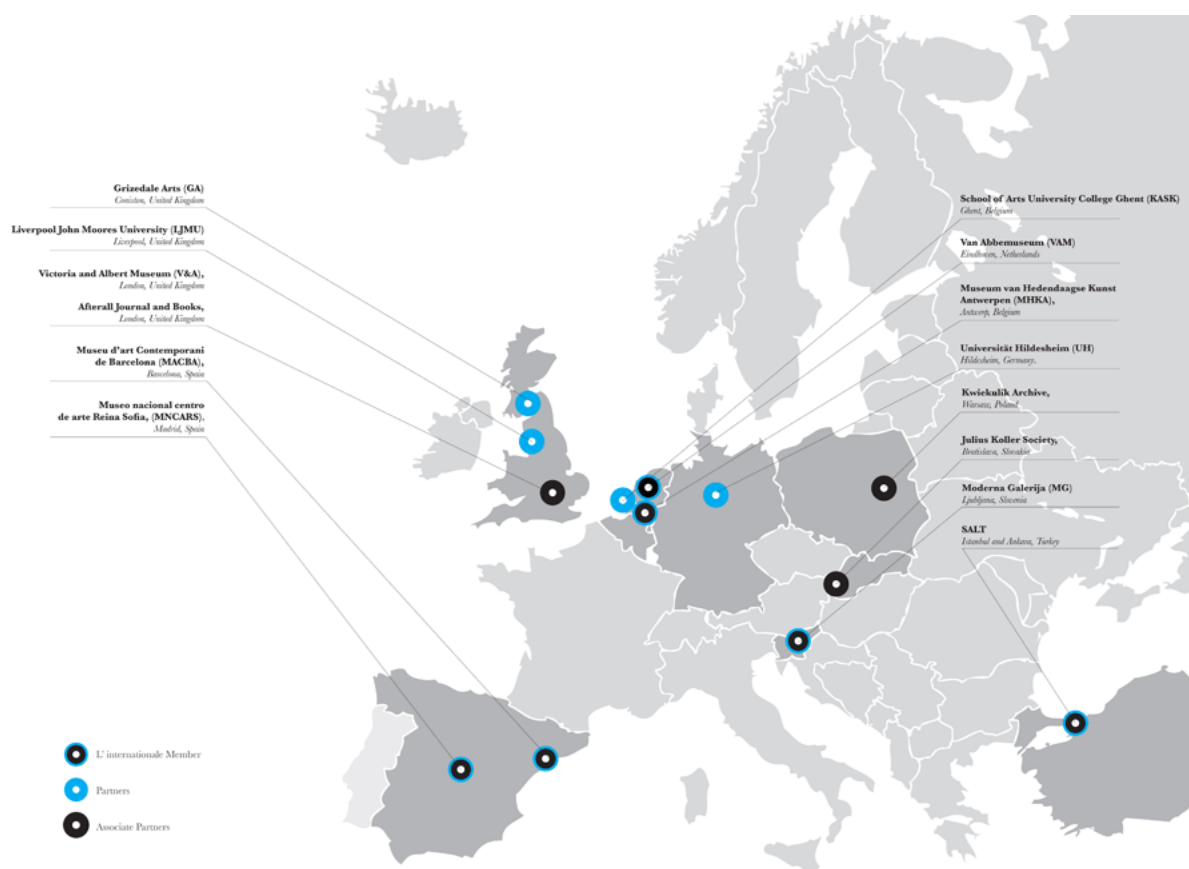 Grizedale Arts (GA)
Coniston, United Kingdom
Liverpool John Moores University (LJMU)
Liverpool, United Kingdom
Victoria and Albert Museum (V&A),
London, United Kingdom
Afterall Journal and Books,
London, United Kingdom
Museu d'art Contemporani
de Barcelona (MACBA),
Barcelona, Spain
Museo nacional centro
de arte Reina Sofia, (MNCARS).
Madrid, Spain
School of Arts University College Ghent (KASK)
Ghent, Belgium
Van Abbemuseum (VAM)
Eindhoven, Netherlands
Museum van Hedendaagse Kunst
Antwerpen (MHKA),
Antwerp, Belgium
Universität Hildesheim (UH)
Hildesheim, Germany.
Kwiekulik Archive,
Warsaw, Poland
Julius Koller Society,
Bratislava, Slovakia
Moderna Galerija (MG)
Ljubljana, Slovenia
SALT
Istanbul and Ankara, Turkey
L' internationale Member
Partners
Associate Partners